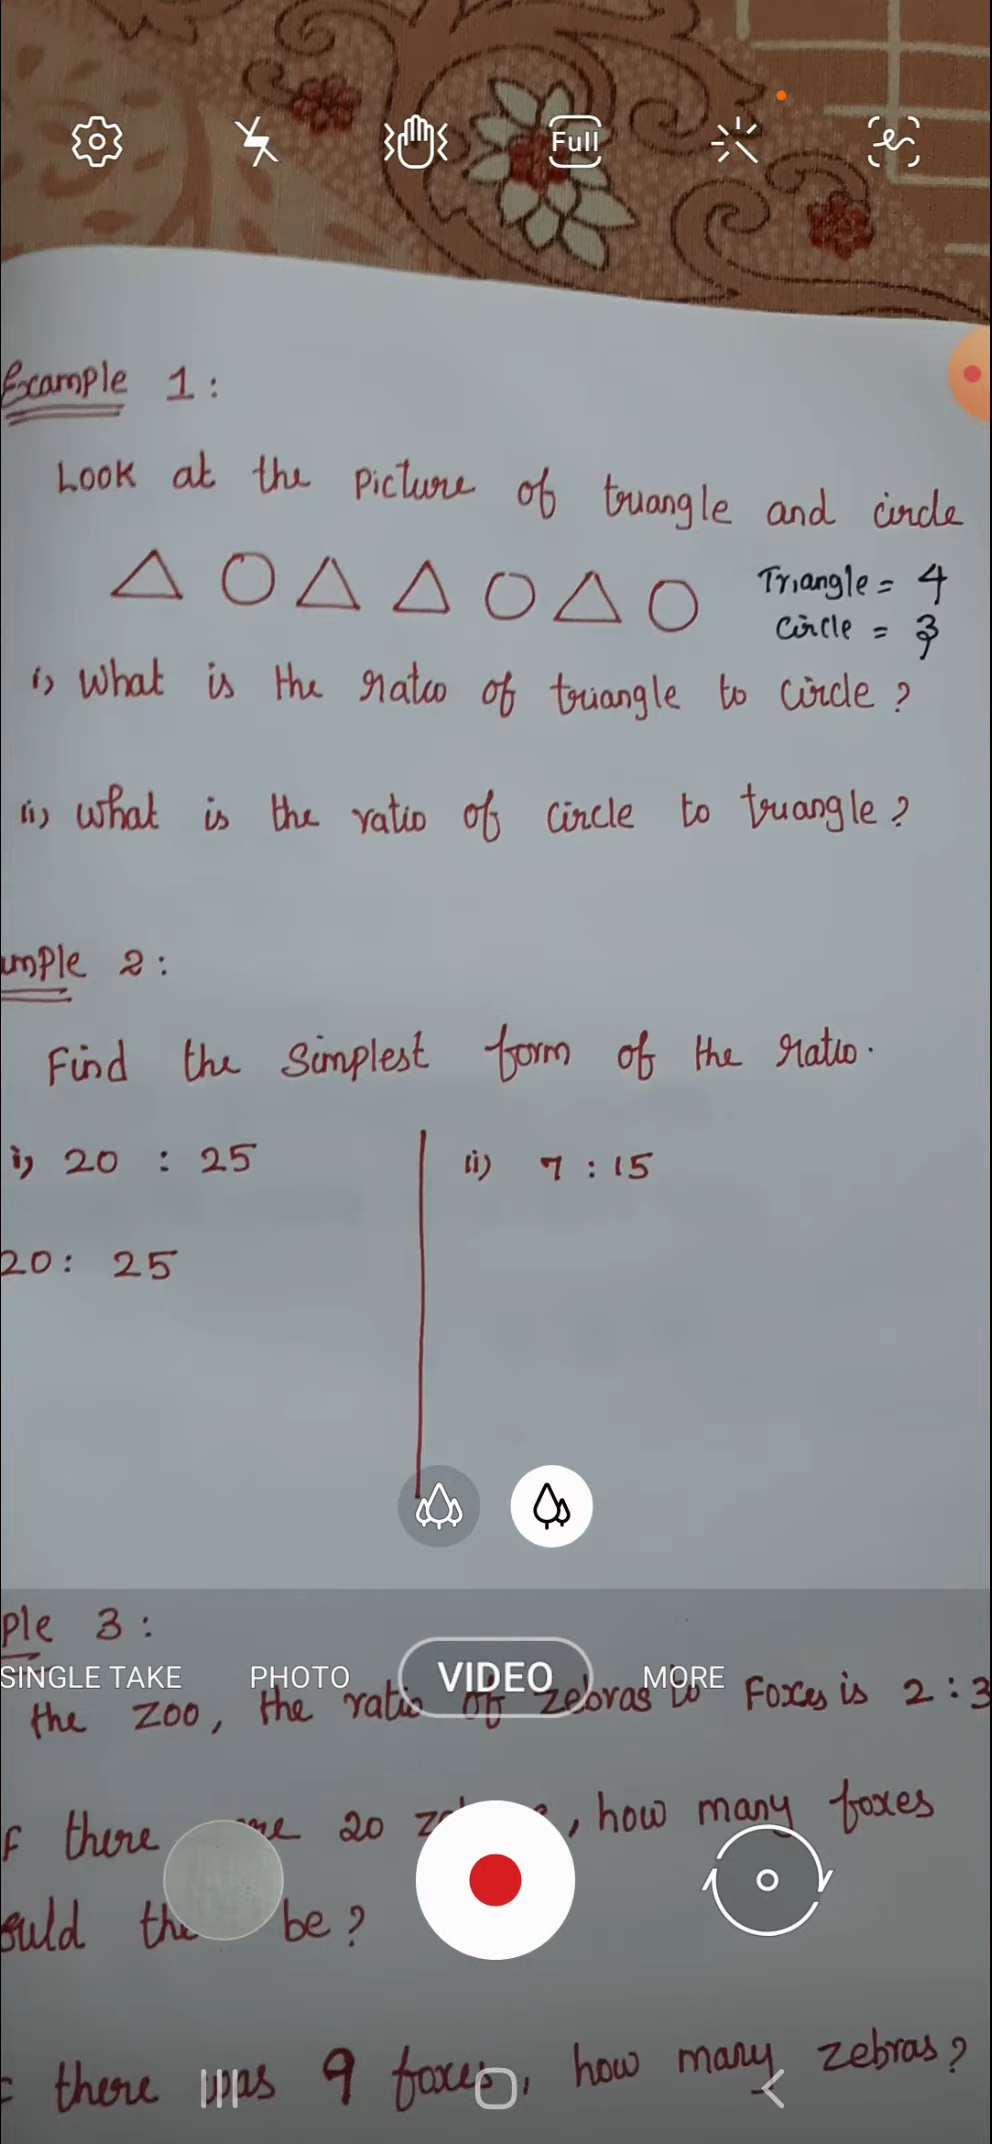 Full
Example 1:
Look at the picture of triangle and circle
Triangle = 4
Circle = 3
i) What is the ratio of triangle to circle?
ii) What is the ratio of circle to triangle?
ample 2:
Find the Simplest form of the ratio.
i) 20 : 25
ii) 7 : 15
20: 25
ple 3:
SINGLE TAKE PHOTO VIDEO MORE
the zoo, the ratio of zebras to Foxes is 2:3
f there 20 , how many foxes
ould be?
there was 9 foxes, how many zebras?